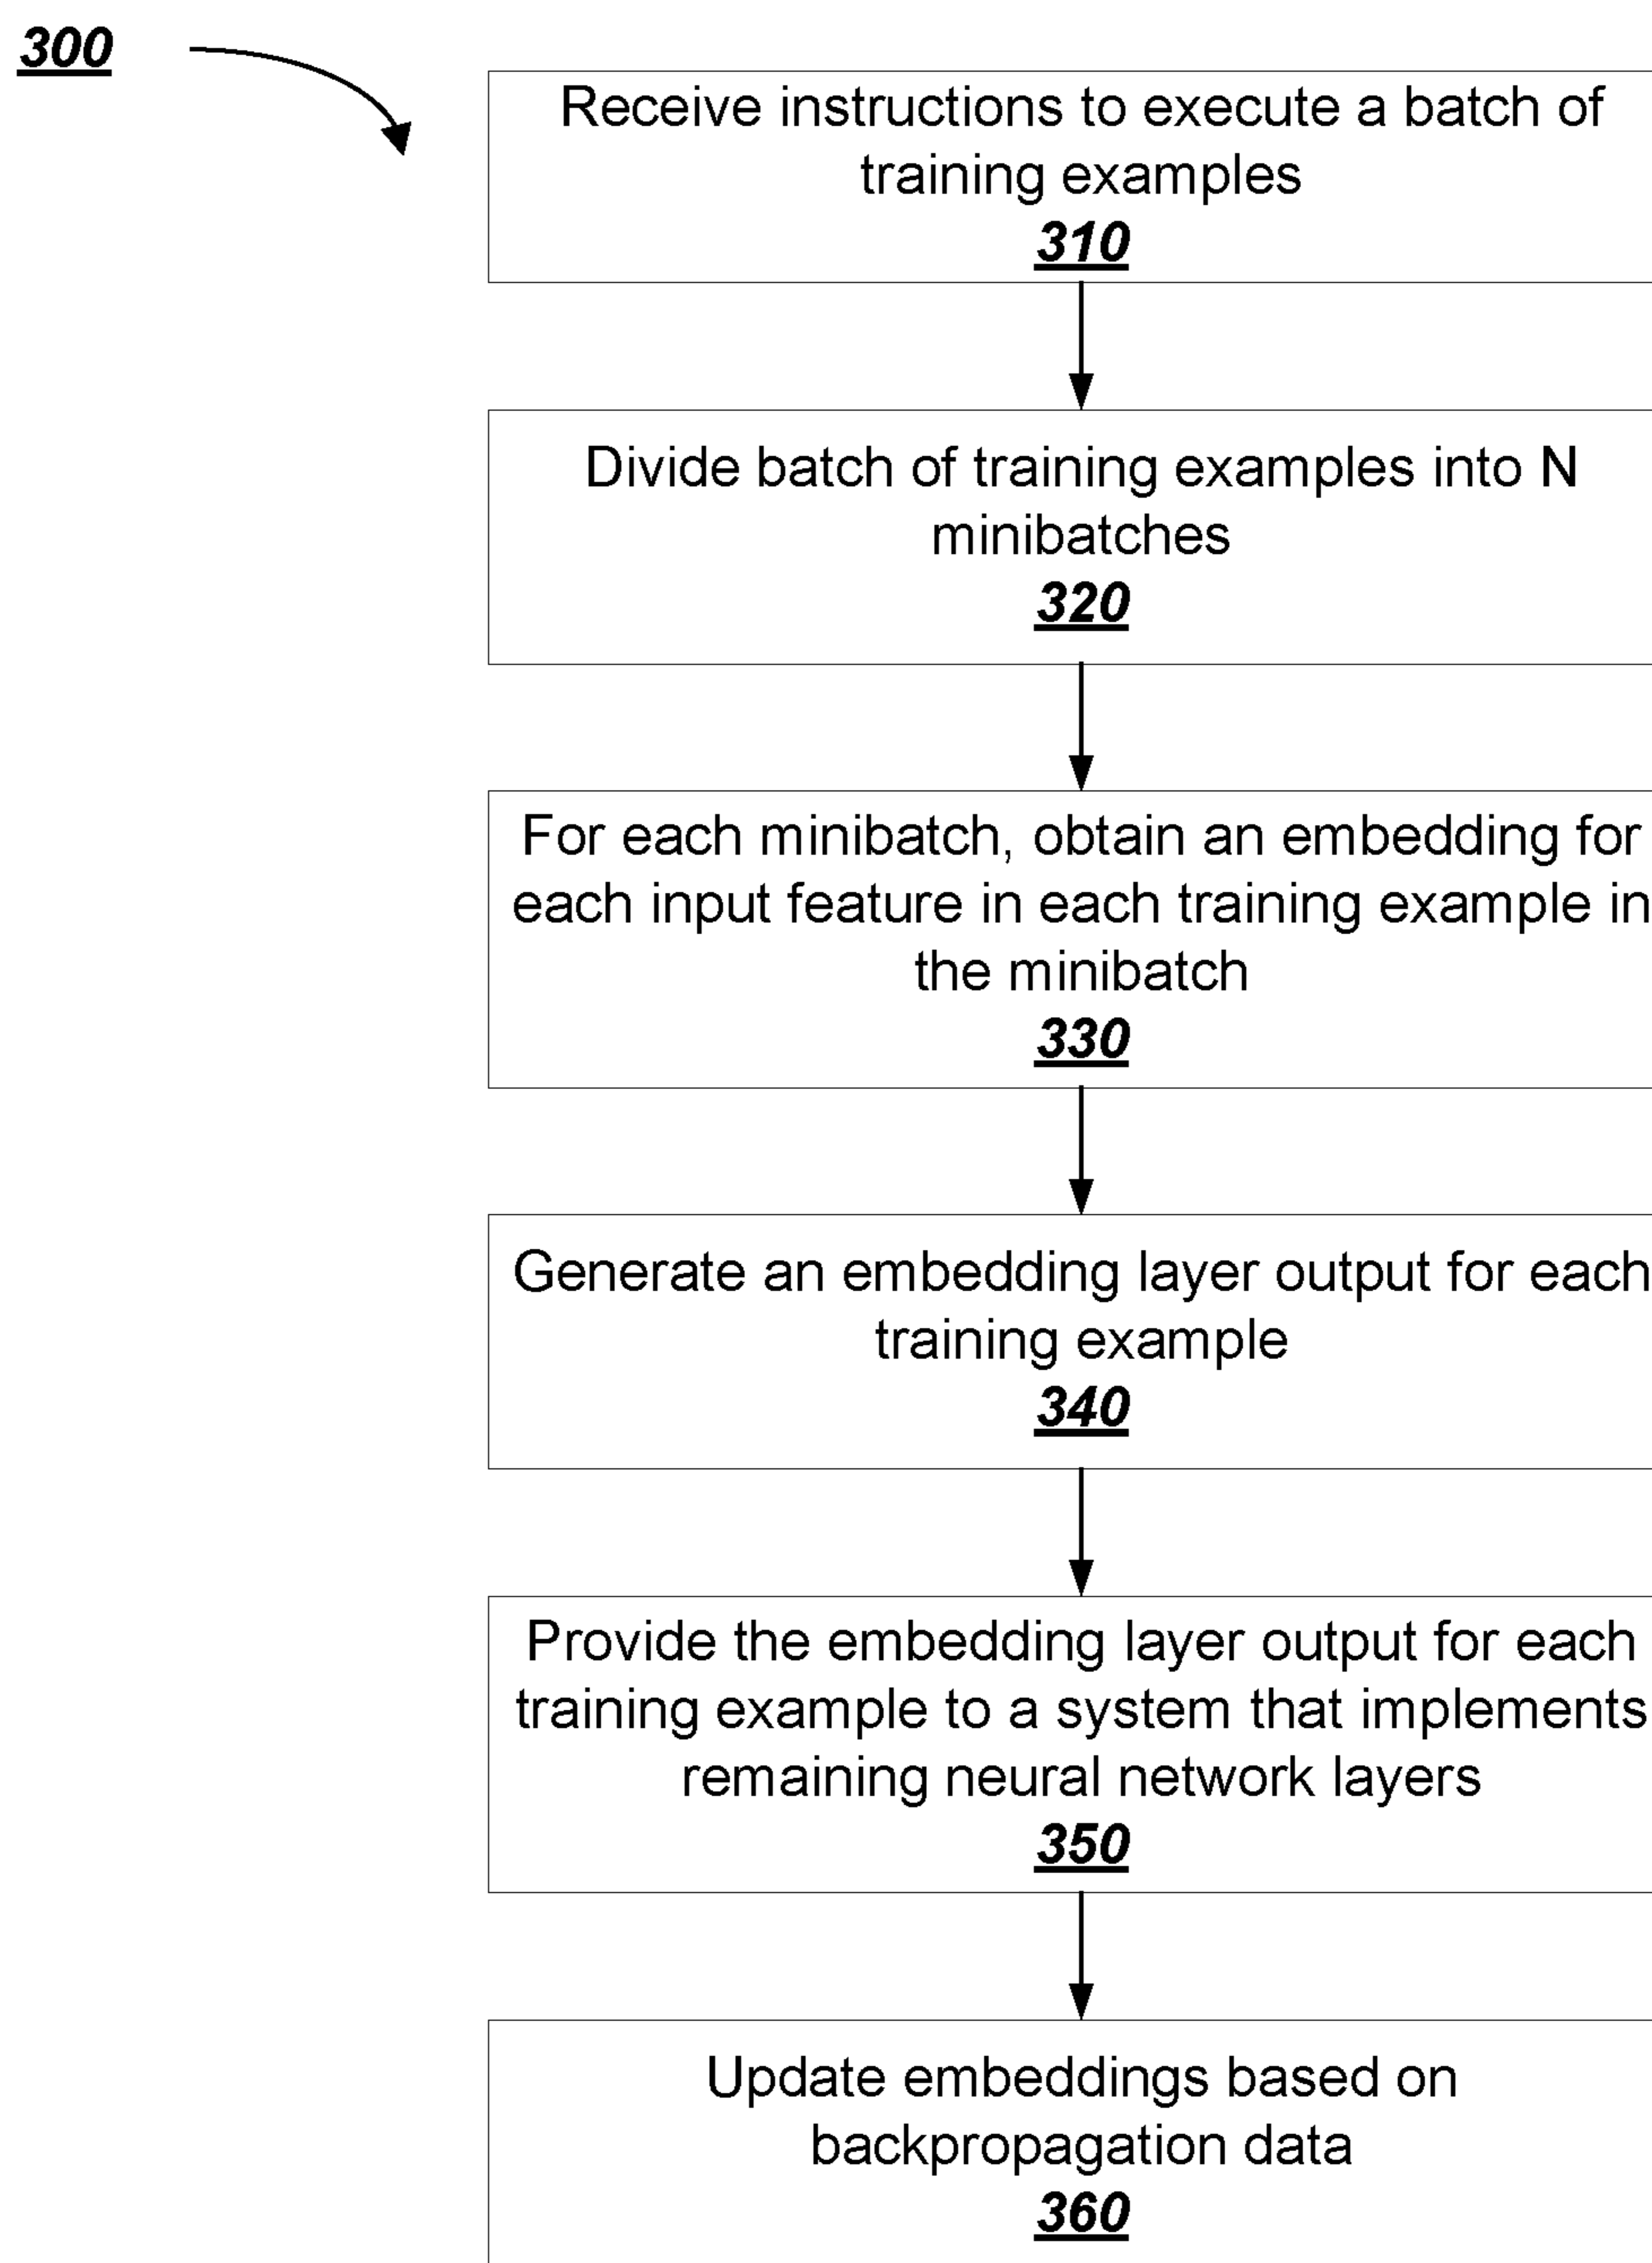 300
Receive instructions to execute a batch of
training examples
310
Divide batch of training examples into N
minibatches
320
For each minibatch, obtain an embedding for
each input feature in each training example in
the minibatch
330
Generate an embedding layer output for each
training example
340
Provide the embedding layer output for each
training example to a system that implements
remaining neural network layers
350
Update embeddings based on
backpropagation data
360